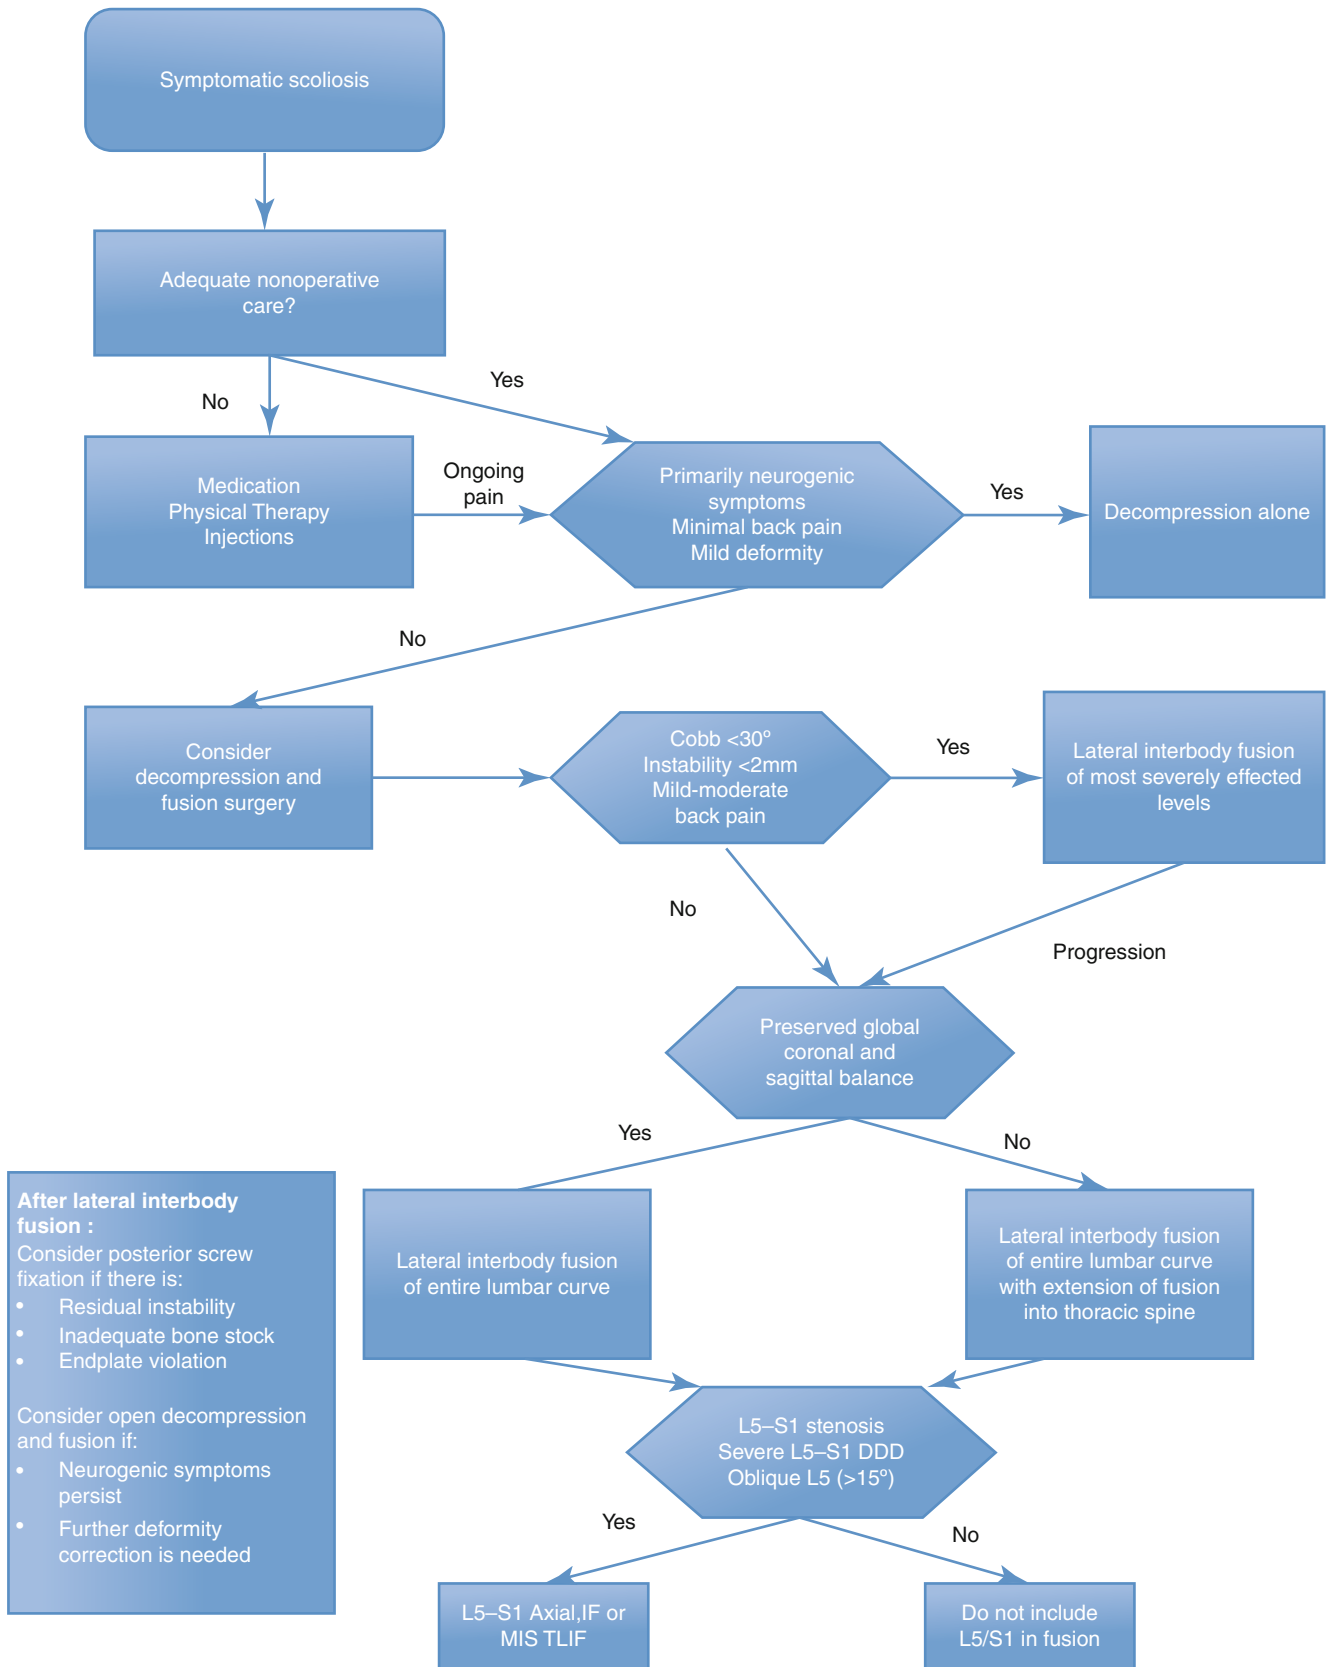 Symptomatic scoliosis
Adequate nonoperative
care?
Yes
No
Medication
Physical Therapy
Injections
Ongoing
pain
Primarily neurogenic
symptoms
Minimal back pain
Mild deformity
Yes
Decompression alone
No
Consider
decompression and
fusion surgery
Cobb <30º
Instability <2mm
Mild-moderate
back pain
Yes
Lateral interbody fusion
of most severely effected
levels
No
Progression
Preserved global
coronal and
sagittal balance
Yes
No
Lateral interbody fusion
of entire lumbar curve
Lateral interbody fusion
of entire lumbar curve
with extension of fusion
into thoracic spine
After lateral interbody
fusion :
Consider posterior screw
fixation if there is:
• Residual instability
• Inadequate bone stock
• Endplate violation
Consider open decompression
and fusion if:
• Neurogenic symptoms
persist
• Further deformity
correction is needed
L5–S1 stenosis
Severe L5–S1 DDD
Oblique L5 (>15º)
Yes
No
L5–S1 Axial,IF or
MIS TLIF
Do not include
L5/S1 in fusion